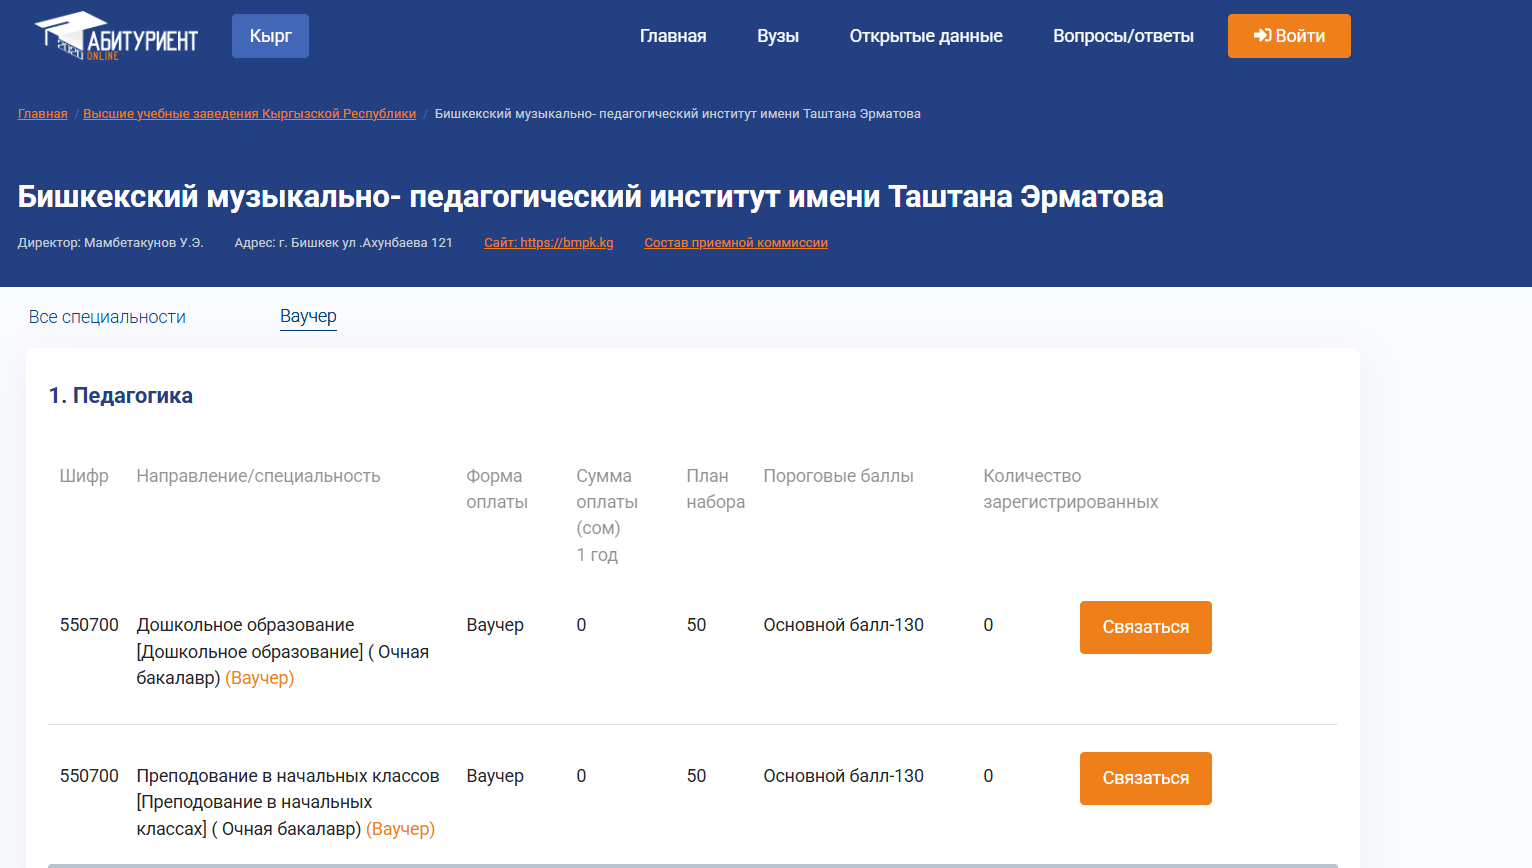 2020 АБИТУРИЕНТ
ONLINE
Кырг
Главная Вузы Открытые данные Вопросы/ответы Войти
Главная / Высшие учебные заведения Кыргызской Республики / Бишкекский музыкально- педагогический институт имени Таштана Эрматова
Бишкекский музыкально- педагогический институт имени Таштана Эрматова
Директор: Мамбетакунов У.Э. Адрес: г. Бишкек ул .Ахунбаева 121 Сайт: https://bmpk.kg Состав приемной коммиссии
Все специальности Ваучер
1. Педагогика
Шифр Направление/специальность Форма Сумма План Пороговые баллы Количество
оплаты оплаты набора зарегистрированных
(сом)
1 год
550700 Дошкольное образование Ваучер 0 50 Основной балл-130 0 Связаться
[Дошкольное образование] ( Очная
бакалавр) (Ваучер)
550700 Преподование в начальных классов Ваучер 0 50 Основной балл-130 0 Связаться
[Преподование в начальных
классах] ( Очная бакалавр) (Ваучер)